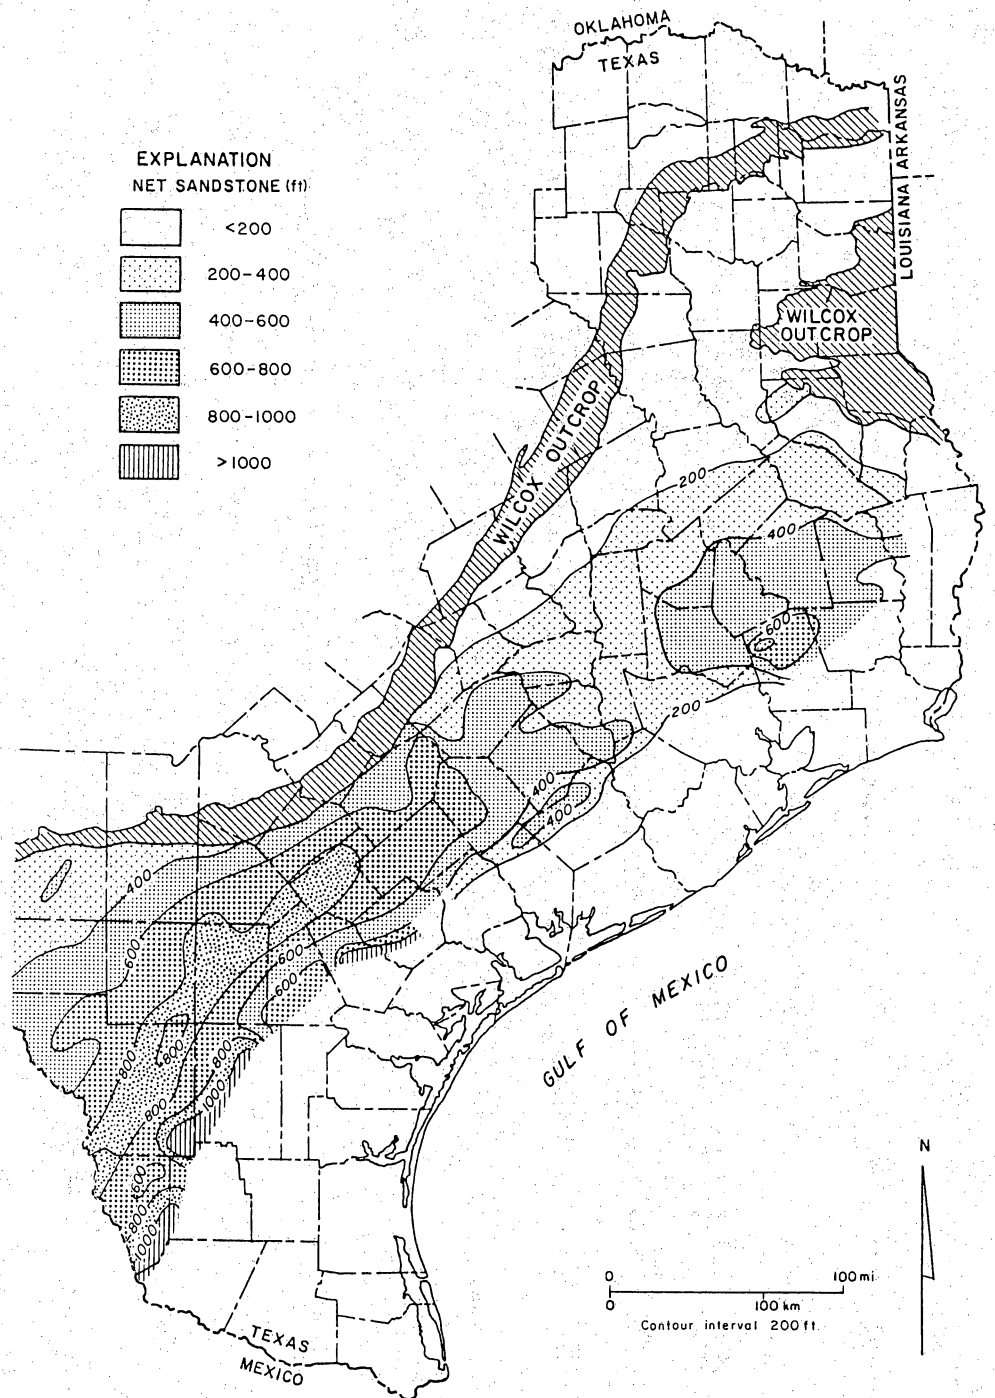 OKLAHOMA
TEXAS
LOUISIANA
ARKANSAS
EXPLANATION
NET SANDSTONE (ft)
<200
200-400
400-600
600-800
800-1000
>1000
WILCOX
OUTCROP
WILCOX OUTCROP
200
400
600
200
400
400
400
600
600
600
800
800
800
800
1000
600
800
1000
GULF OF MEXICO
N
0
100 mi
0
100 km
Contour interval 200 ft.
TEXAS
MEXICO